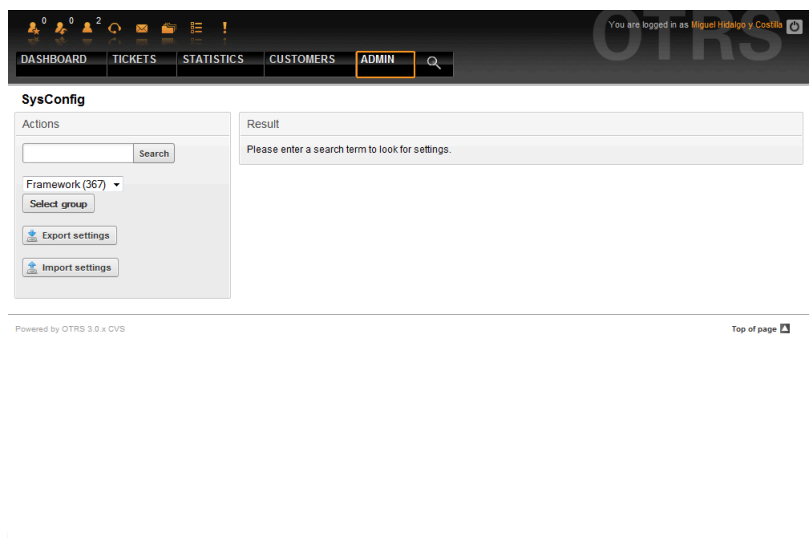 0 0 2
OTRS
You are logged in as Miguel Hidalgo y Costilla
DASHBOARD TICKETS STATISTICS CUSTOMERS ADMIN
SysConfig
Actions
Search
Framework (367)
Select group
Export settings
Import settings
Result
Please enter a search term to look for settings.
Powered by OTRS 3.0.x CVS
Top of page